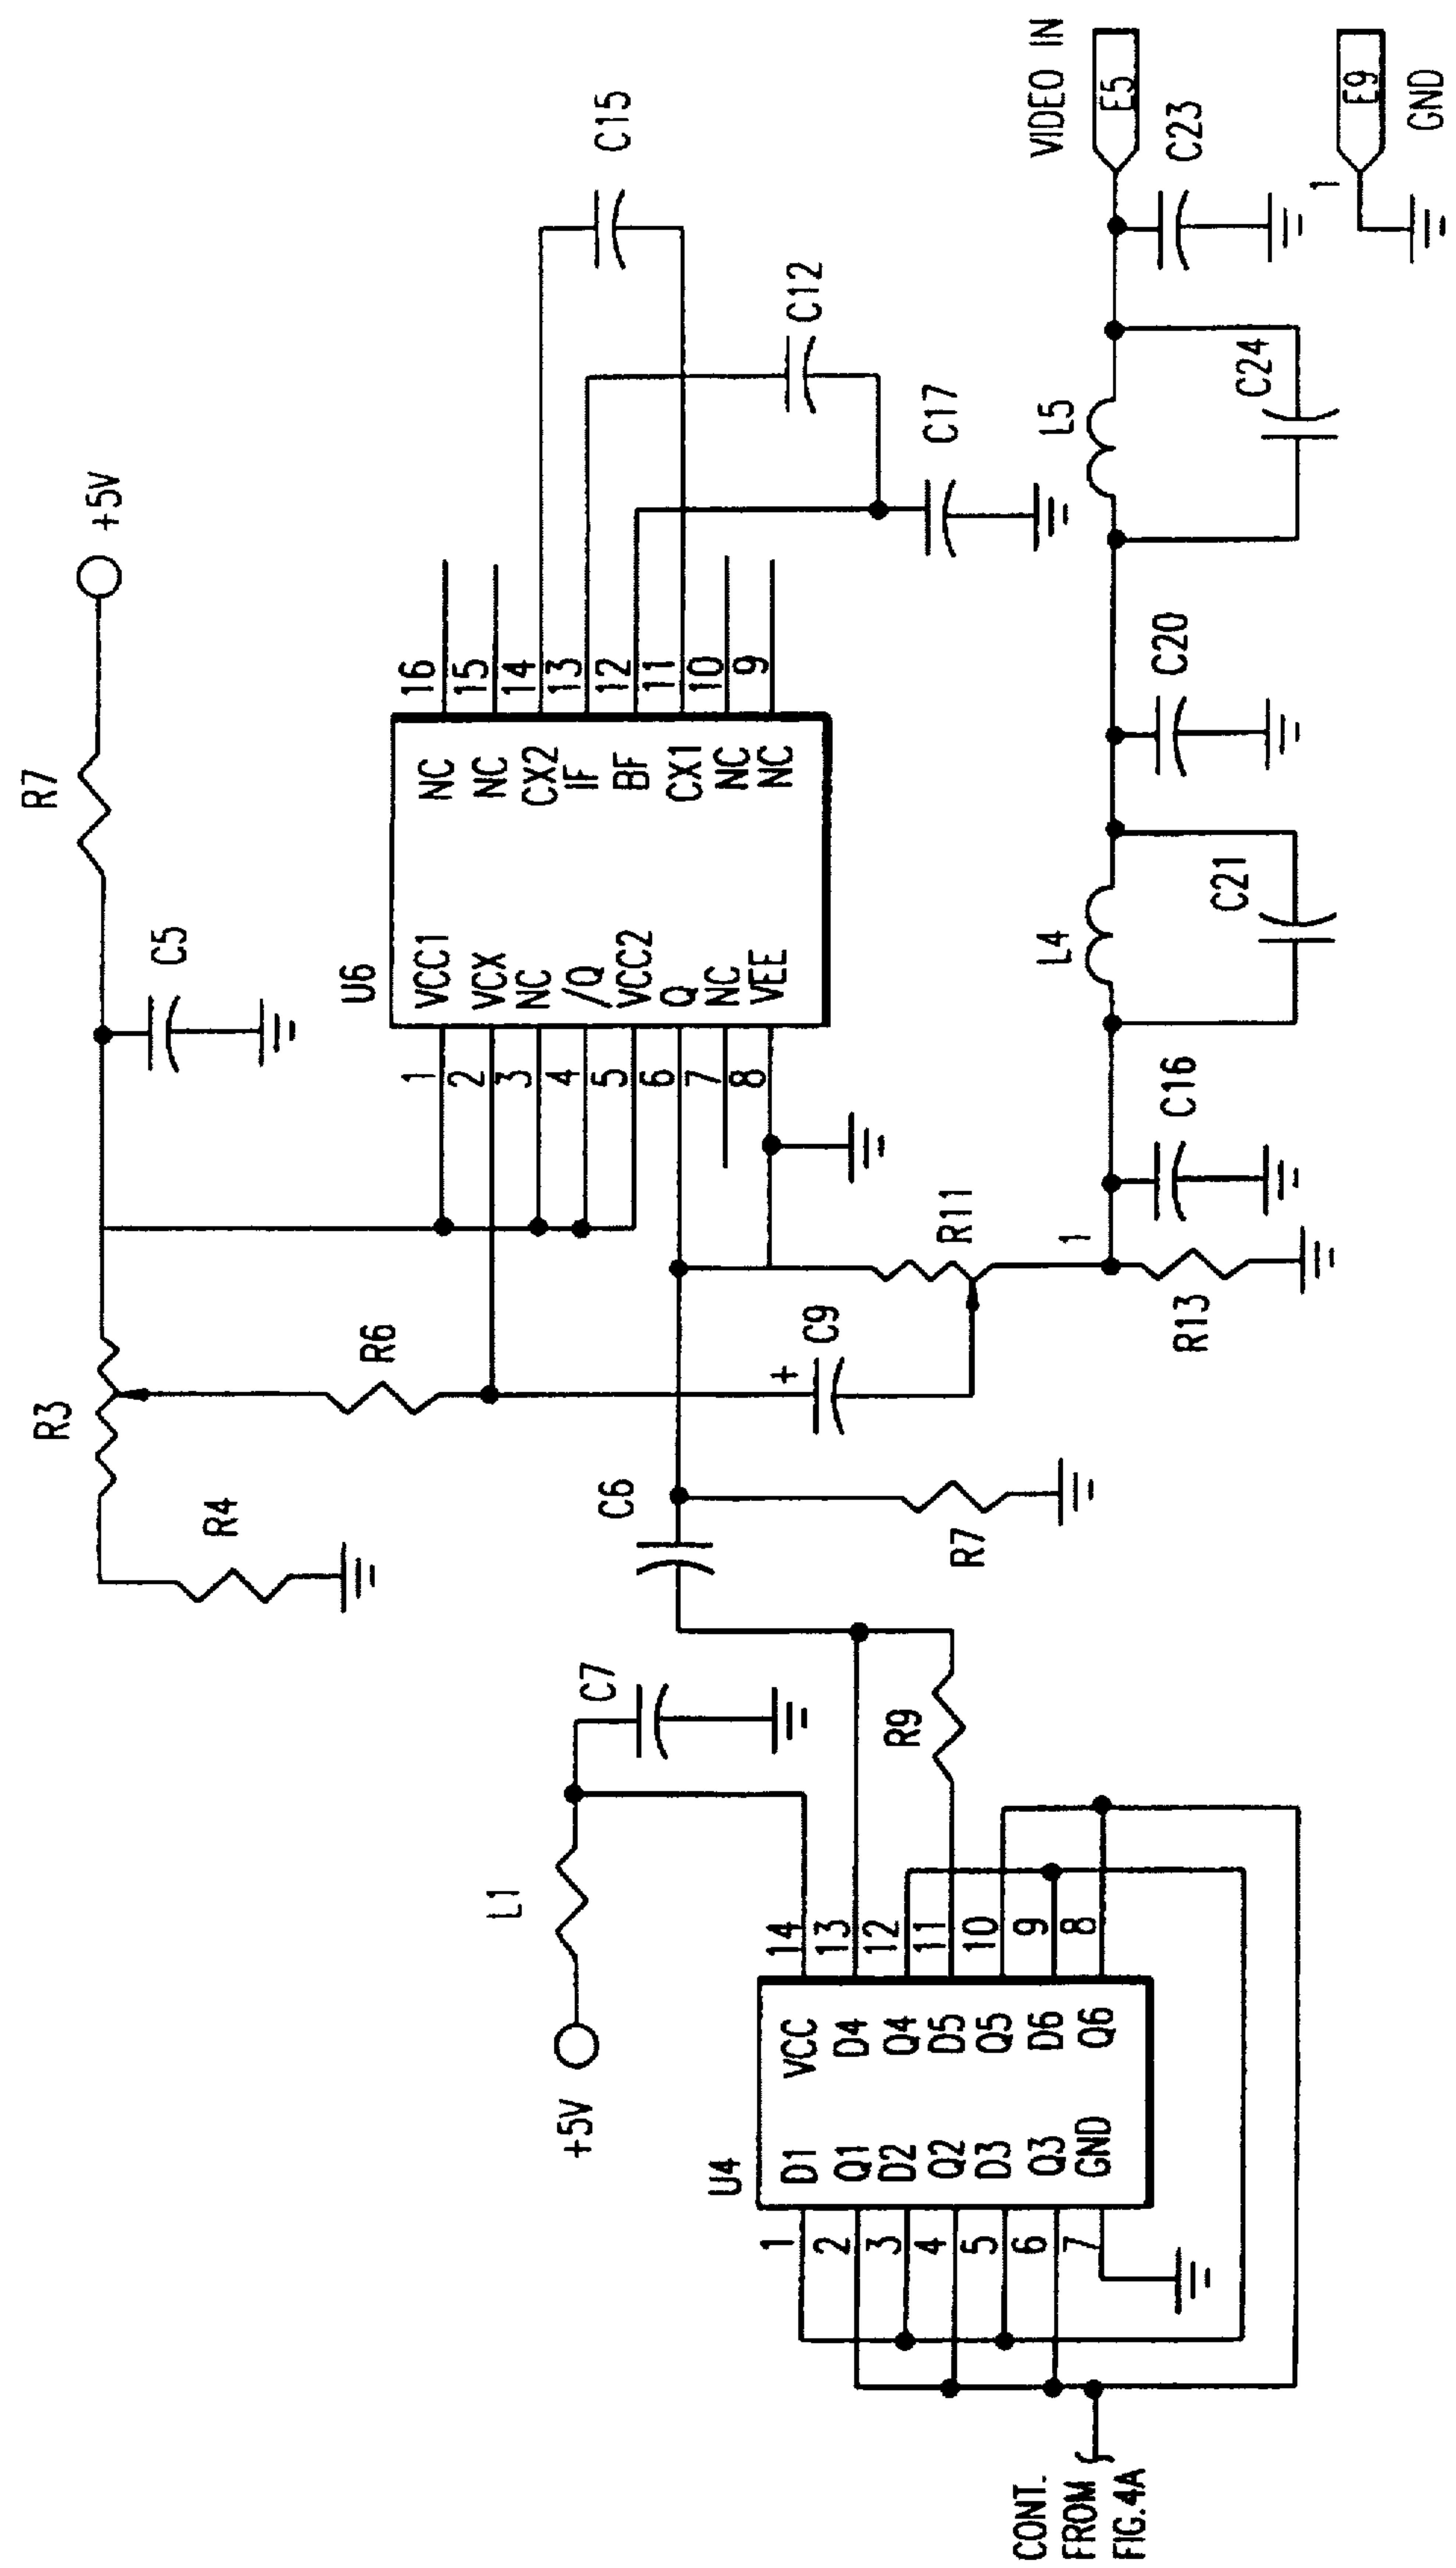 +5V
R7
C5
R3
R4
R6
U6
VCC1
VCX
NC
/Q
VCC2
Q
NC
VEE
NC
NC
CX2
IF
BF
CX1
NC
NC
1
2
3
4
5
6
7
8
16
15
14
13
12
11
10
9
C15
C12
C17
VIDEO IN
E5
C23
E9
1
GND
L5
C24
C20
L4
C21
C16
1
R11
R13
+
C9
C6
R7
C7
L1
+5V
R9
U4
D1
Q1
D2
Q2
D3
Q3
GND
VCC
D4
Q4
D5
Q5
D6
Q6
1
2
3
4
5
6
7
14
13
12
11
10
9
8
CONT.
FROM
FIG.4A